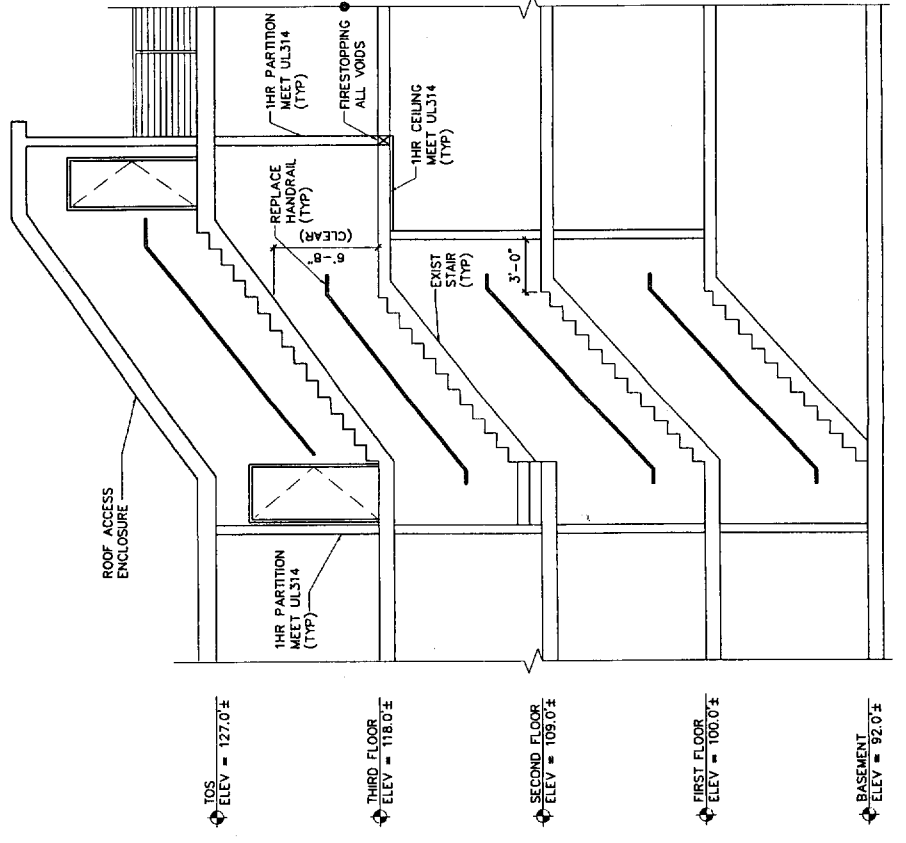 ROOF ACCESS
ENCLOSURE
1HR PARTITION
MEET UL314
(TYP)
FIRESTOPPING
ALL VOIDS
REPLACE
HANDRAIL
(TYP)
6'-8"
(CLEAR)
1HR CEILING
MEET UL314
(TYP)
EXIST
STAIR
(TYP)
3'-0"
1HR PARTITION
MEET UL314
(TYP)
TOS
ELEV = 127.0'±
THIRD FLOOR
ELEV = 118.0'±
SECOND FLOOR
ELEV = 109.0'±
FIRST FLOOR
ELEV = 100.0'±
BASEMENT
ELEV = 92.0'±